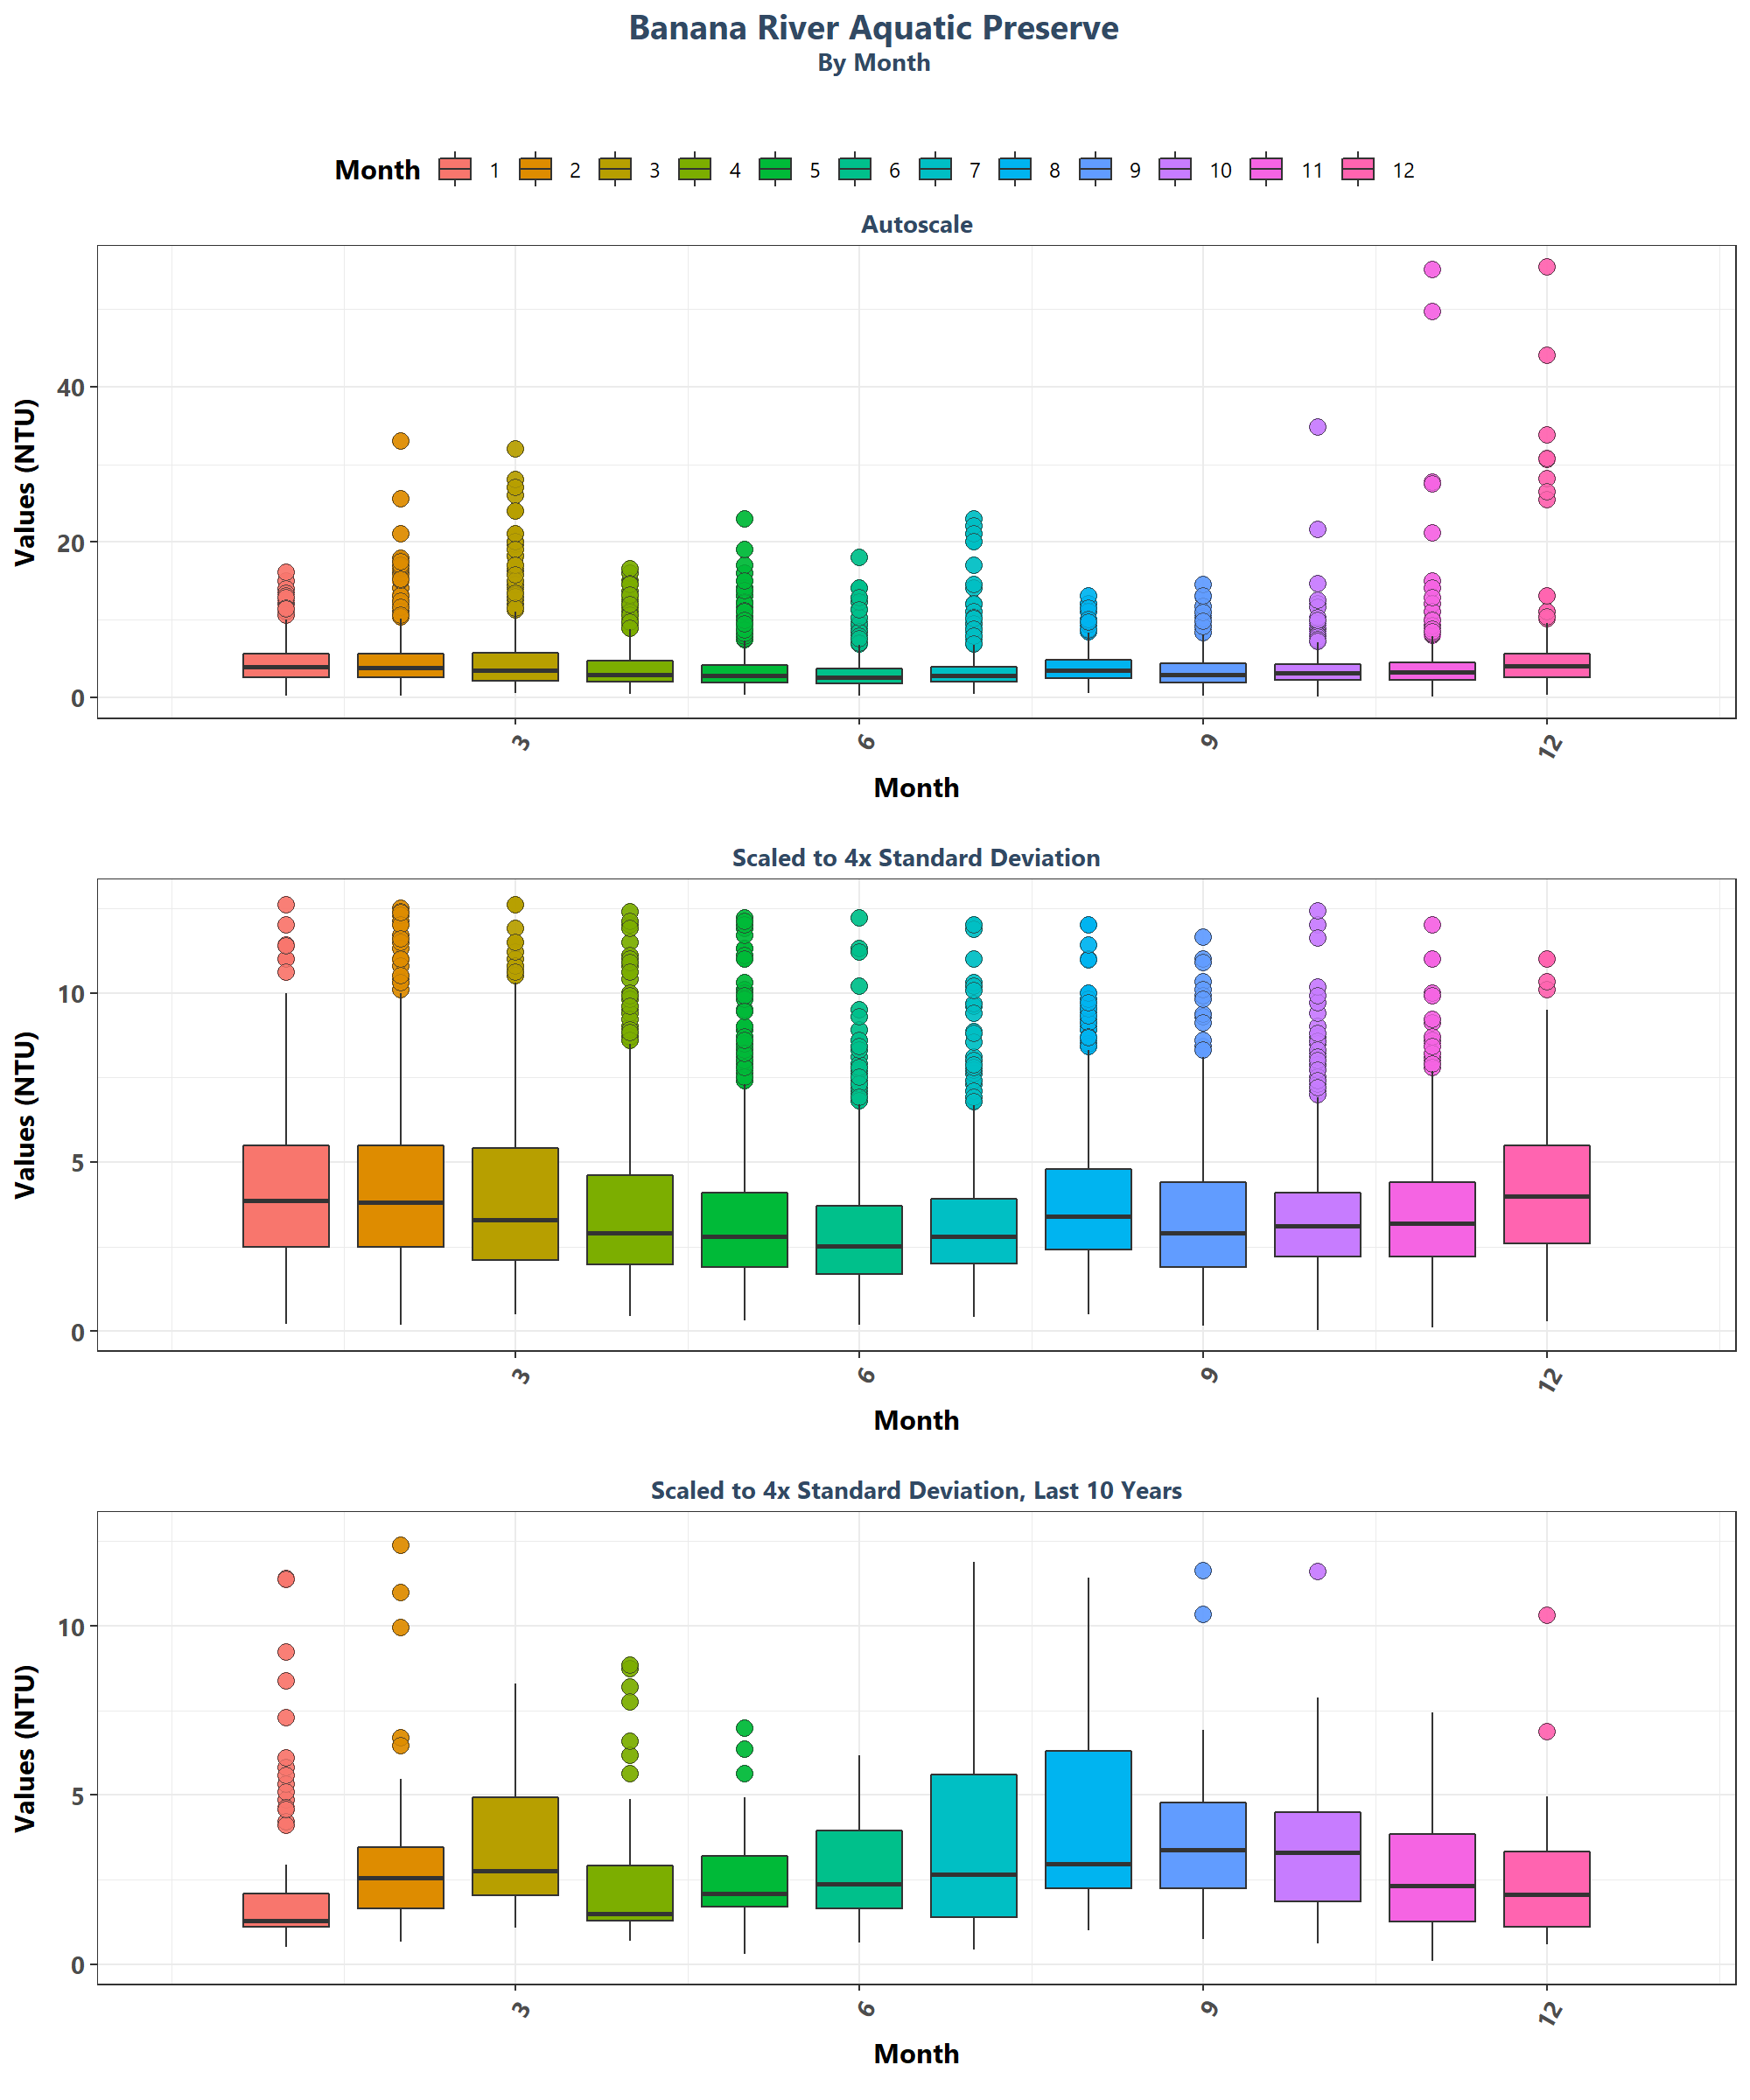 Banana River Aquatic Preserve
By Month
Month 1 2 3 4 5 6 7 8 9 10 11 12
Autoscale
Values (NTU)
40
20
0
3 6 9 12
Month
Scaled to 4x Standard Deviation
Values (NTU)
10
5
0
3 6 9 12
Month
Scaled to 4x Standard Deviation, Last 10 Years
Values (NTU)
10
5
0
3 6 9 12
Month